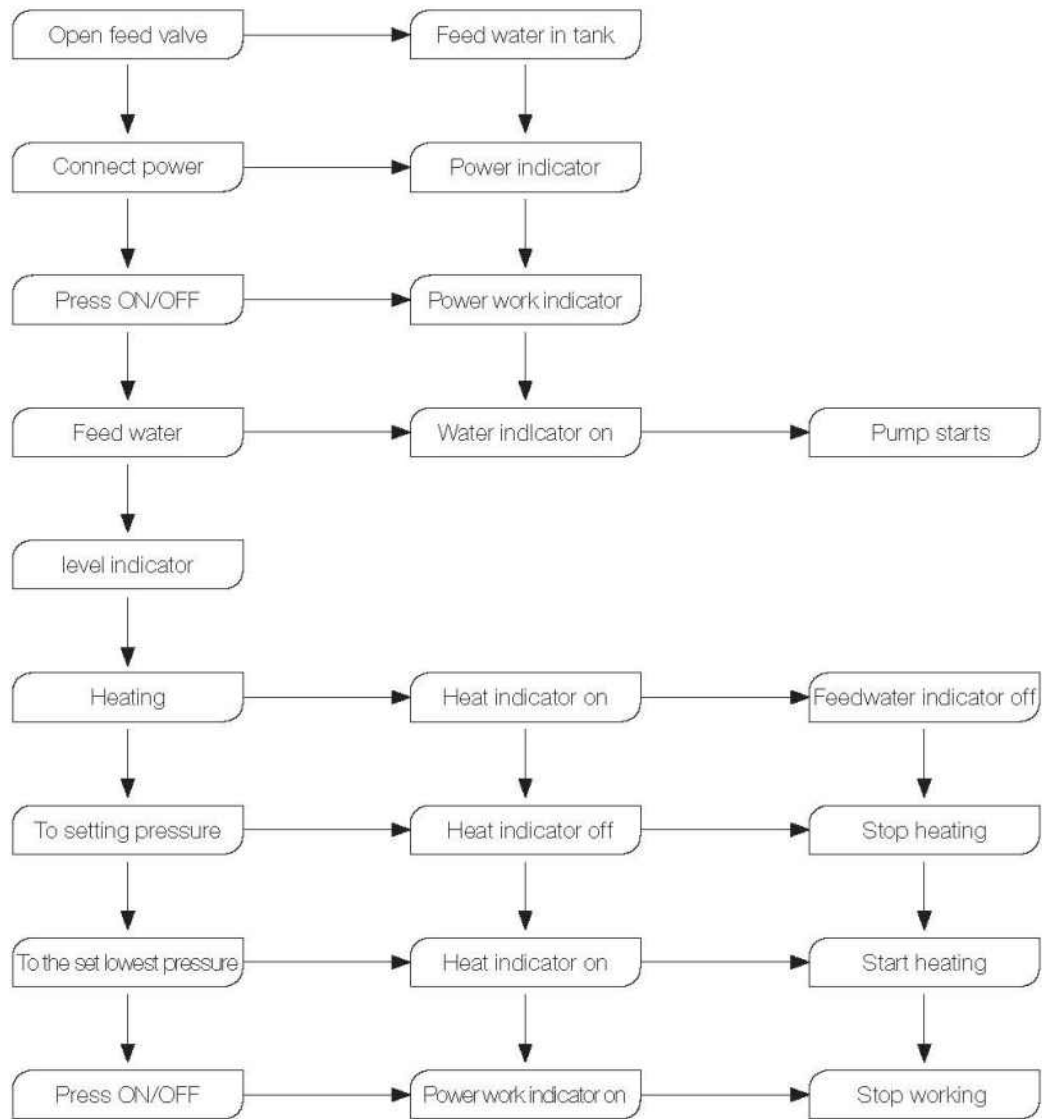 Open feed valve
Feed water in tank
Connect power
Power indicator
Press ON/OFF
Power work indicator
Feed water
Water indicator on
Pump starts
level indicator
Heating
Heat indicator on
Feedwater indicator off
To setting pressure
Heat indicator off
Stop heating
To the set lowest pressure
Heat indicator on
Start heating
Press ON/OFF
Power work indicator on
Stop working